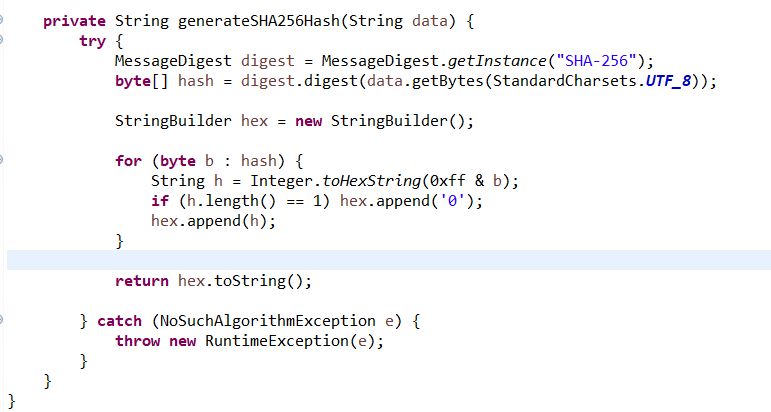 private String generateSHA256Hash(String data) {
try {
MessageDigest digest = MessageDigest.getInstance("SHA-256");
byte[] hash = digest.digest(data.getBytes(StandardCharsets.UTF_8));
StringBuilder hex = new StringBuilder();
for (byte b : hash) {
String h = Integer.toHexString(0xff & b);
if (h.length() == 1) hex.append('0');
hex.append(h);
}
return hex.toString();
} catch (NoSuchAlgorithmException e) {
throw new RuntimeException(e);
}
}
}